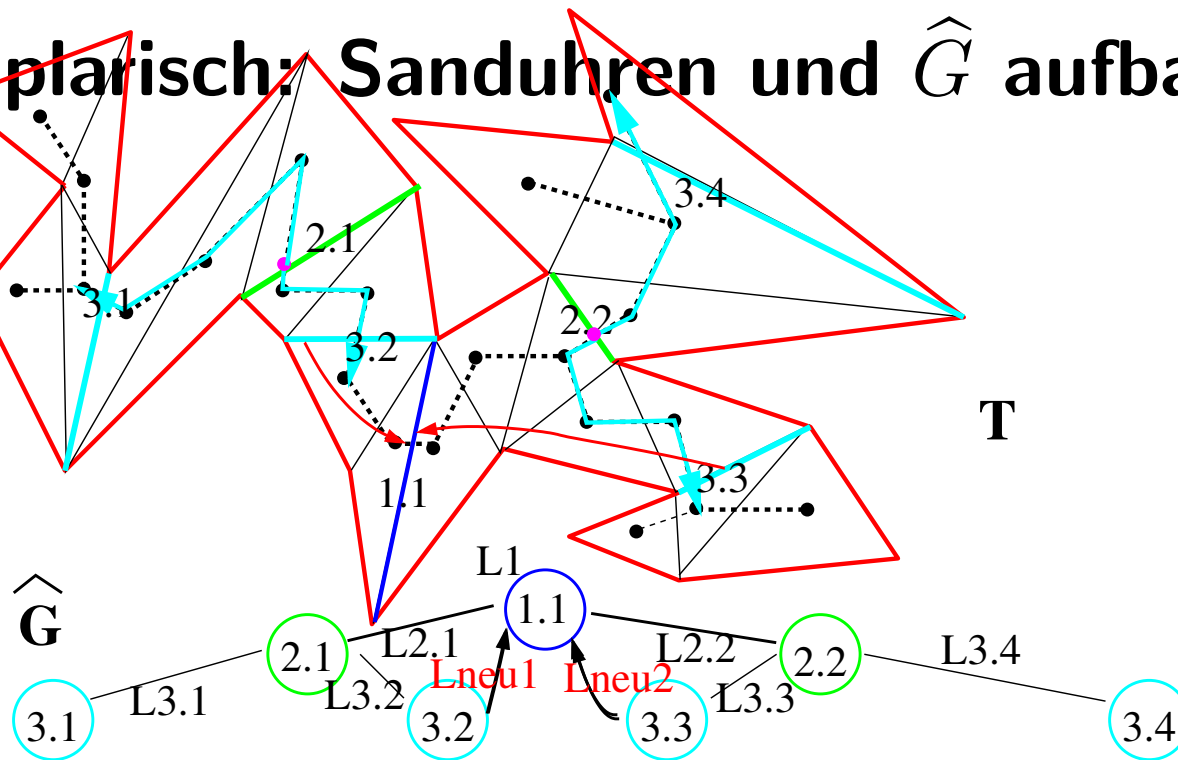 plarisch: Sanduhren und Ĝ aufba
3.4
2.1
3.1
2.2
3.2
T
3.3
1.1
L1
Ĝ
1.1
L2.1
L2.2
L3.4
2.1
2.2
Lneu1
Lneu2
L3.1
L3.2
L3.3
3.1
3.2
3.3
3.4